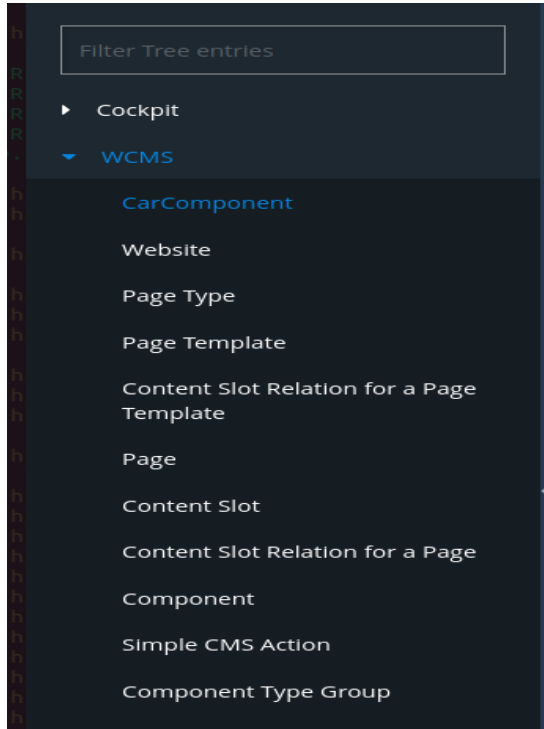 Filter Tree entries
Cockpit
WCMS
CarComponent
Website
Page Type
Page Template
Content Slot Relation for a Page
Template
Page
Content Slot
Content Slot Relation for a Page
Component
Simple CMS Action
Component Type Group